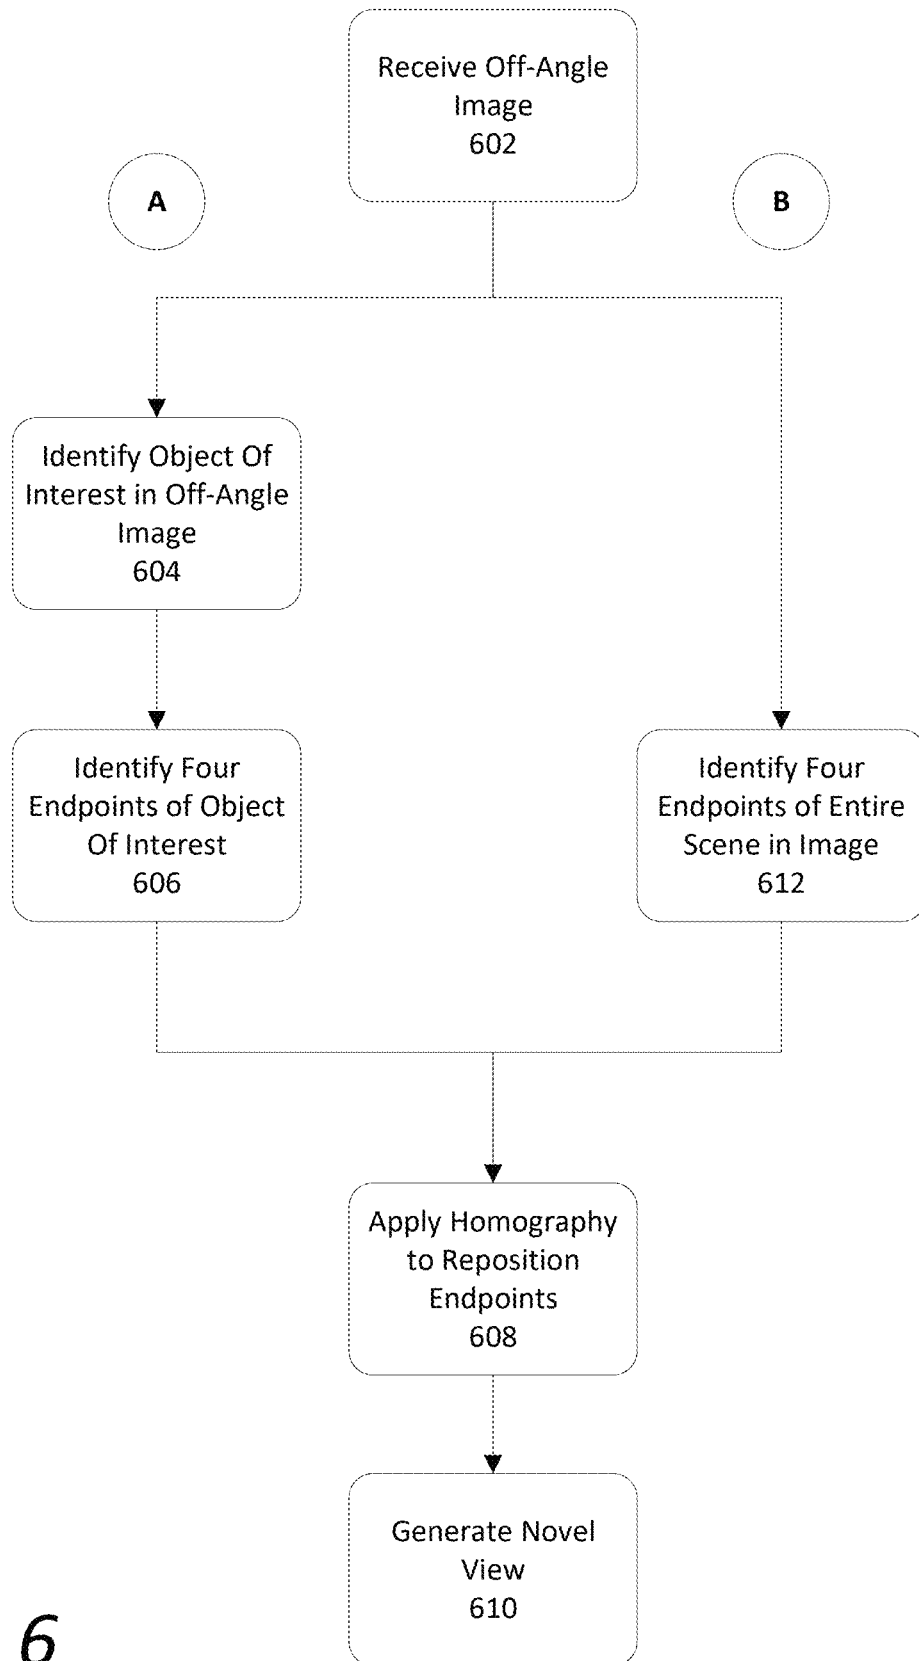 Receive Off-Angle
Image
602
A
B
Identify Object Of
Interest in Off-Angle
Image
604
Identify Four
Endpoints of Object
Of Interest
606
Identify Four
Endpoints of Entire
Scene in Image
612
Apply Homography
to Reposition
Endpoints
608
Generate Novel
View
610
6